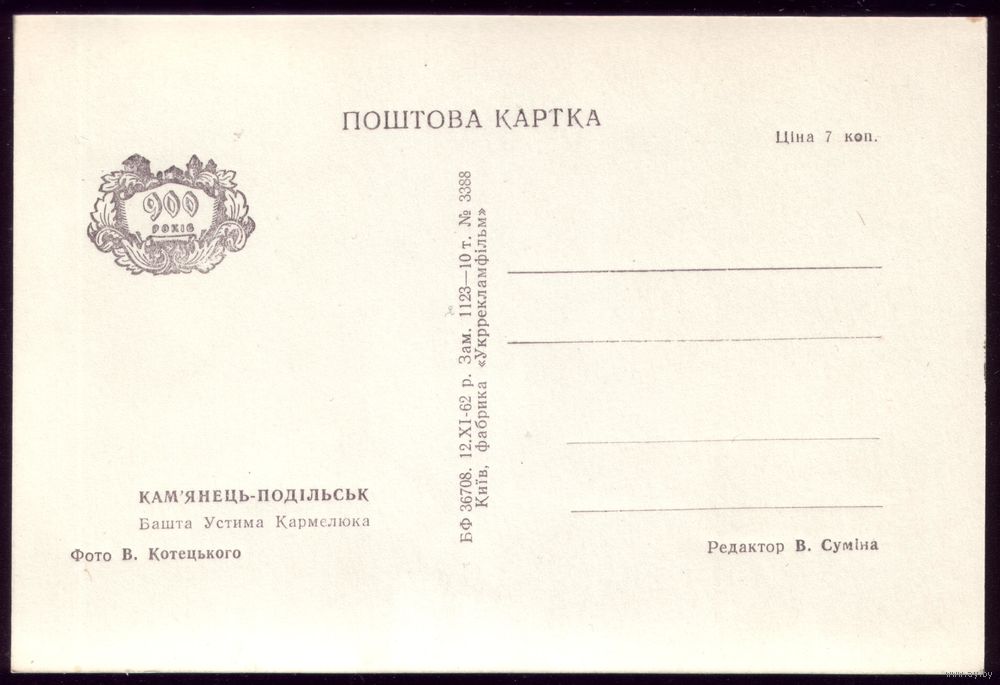 ПОШТОВА КАРТКА
Ціна 7 коп.
900
РОКІВ
БФ 36708. 12.XI-62 р. Зам. 1123—10 т. № 3388
Київ, фабрика «Укррекламфільм»
КАМ'ЯНЕЦЬ-ПОДІЛЬСЬК
Башта Устима Кармелюка
Фото В. Котецького
Редактор В. Суміна